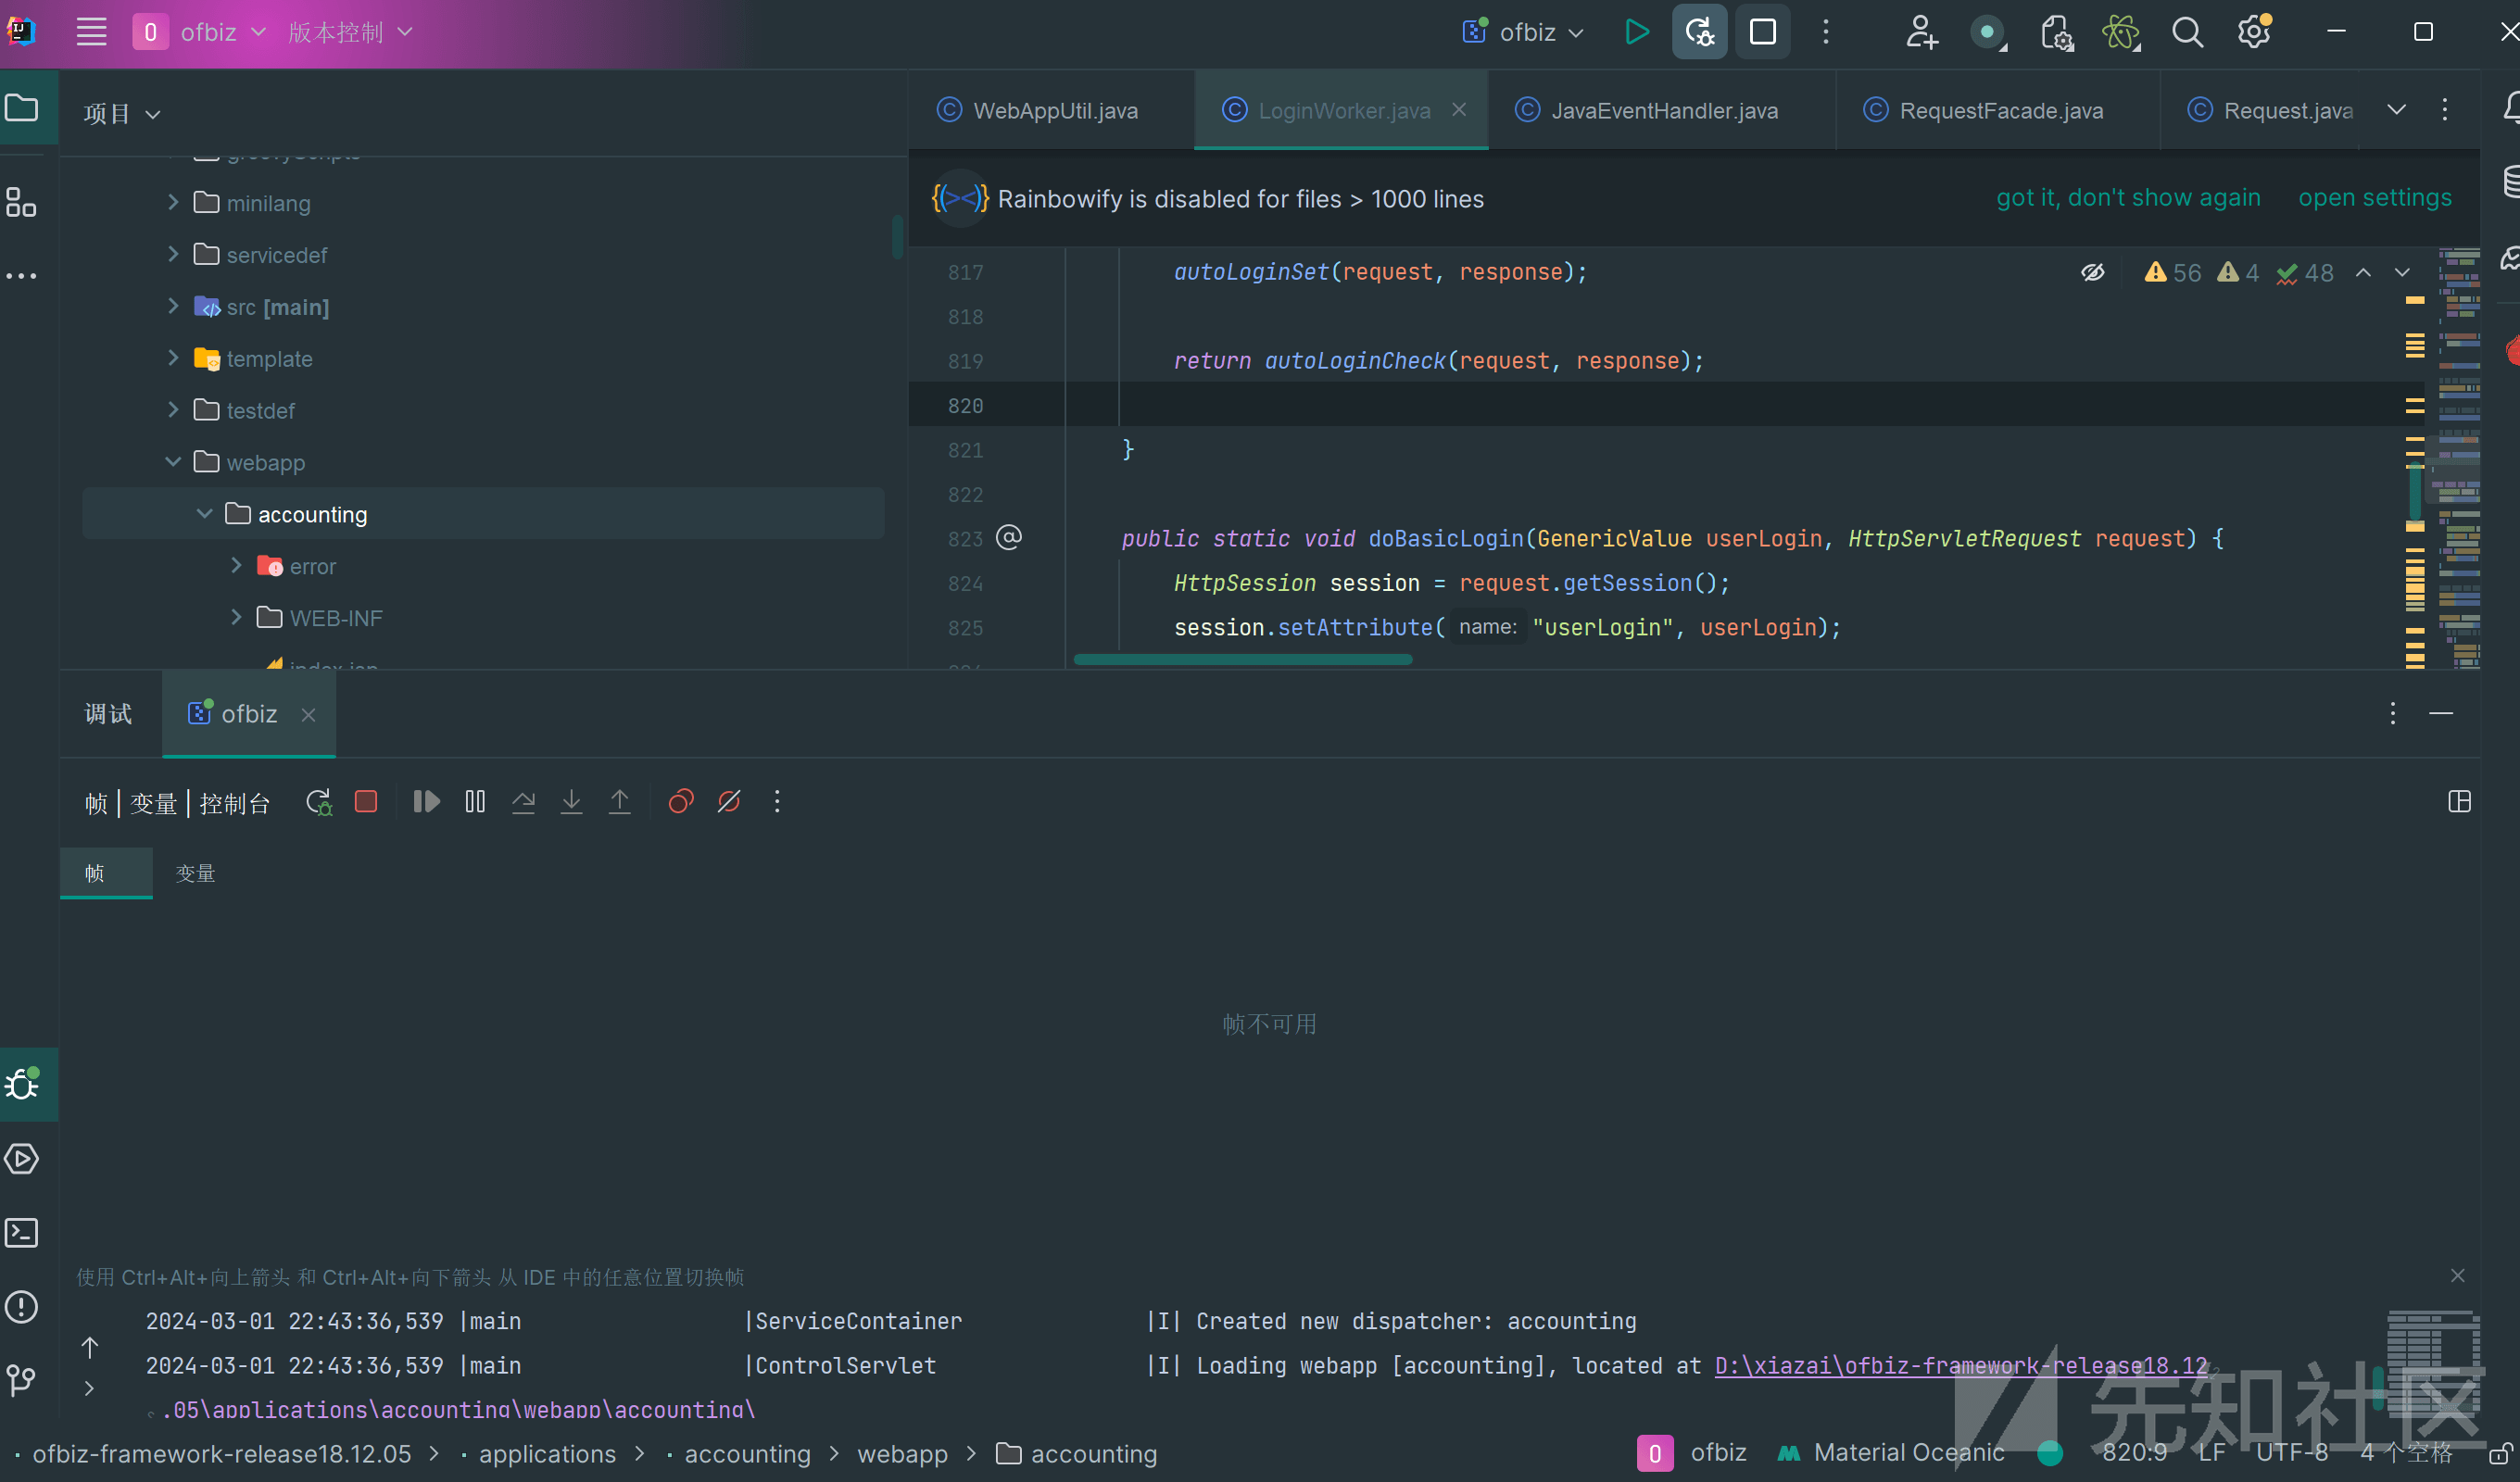 ofbiz 版本控制 ofbiz
项目
WebAppUtil.java LoginWorker.java JavaEventHandler.java RequestFacade.java Request.java
minilang
servicedef
src [main]
template
testdef
webapp
accounting
error
WEB-INF
Rainbowify is disabled for files > 1000 lines got it, don't show again open settings
56 4 48
817 autoLoginSet(request, response);
818
819 return autoLoginCheck(request, response);
820
821 }
822
823 public static void doBasicLogin(GenericValue userLogin, HttpServletRequest request) {
824 HttpSession session = request.getSession();
825 session.setAttribute( name: "userLogin", userLogin);
调试 ofbiz
帧 | 变量 | 控制台
帧 变量
帧不可用
使用 Ctrl+Alt+向上箭头 和 Ctrl+Alt+向下箭头 从 IDE 中的任意位置切换帧
2024-03-01 22:43:36,539 |main |ServiceContainer |I| Created new dispatcher: accounting
2024-03-01 22:43:36,539 |main |ControlServlet |I| Loading webapp [accounting], located at D:\xiazai\ofbiz-framework-release18.12
.05\applications\accounting\webapp\accounting\
ofbiz-framework-release18.12.05 > applications > accounting > webapp > accounting
ofbiz Material Oceanic 820:9 LF UTF-8 4 个空格
先知社区